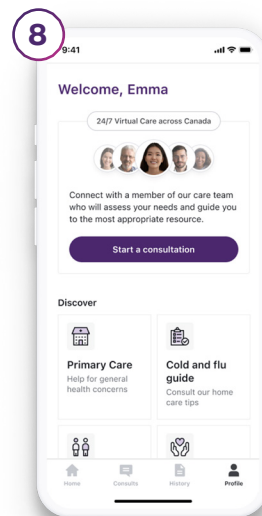 8
9:41
Welcome, Emma
24/7 Virtual Care across Canada
Connect with a member of our care team
who will assess your needs and guide you
to the most appropriate resource.
Start a consultation
Discover
Primary Care
Help for general
health concerns
Cold and flu
guide
Consult our home
care tips
Home
Consults
History
Profile